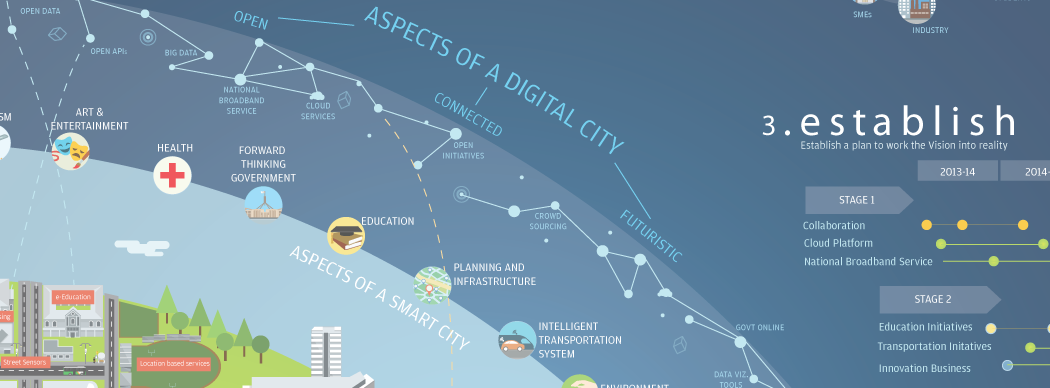 OPEN DATA
OPEN APIs
BIG DATA
NATIONAL
BROADBAND
SERVICE
CLOUD
SERVICES
OPEN
INITIATIVES
CROWD
SOURCING
GOVT ONLINE
DATA VIZ.
TOOLS
OPEN
ASPECTS OF A DIGITAL CITY
CONNECTED
FUTURISTIC
SM
ART &
ENTERTAINMENT
HEALTH
FORWARD
THINKING
GOVERNMENT
EDUCATION
PLANNING AND
INFRASTRUCTURE
INTELLIGENT
TRANSPORTATION
SYSTEM
ENVIRONMENT
ASPECTS OF A SMART CITY
e-Education
sing
Street Sensors
Location based services
SMEs
INDUSTRY
3.establish
Establish a plan to work the Vision into reality
2013-14
2014-
STAGE 1
Collaboration
Cloud Platform
National Broadband Service
STAGE 2
Education Initiatives
Transportation Initatives
Innovation Business